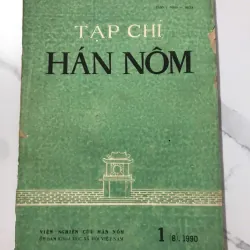 TẠP CHÍ
HÁN NÔM
VIỆN NGHIÊN CỨU HÁN NÔM
1 (8). 1990